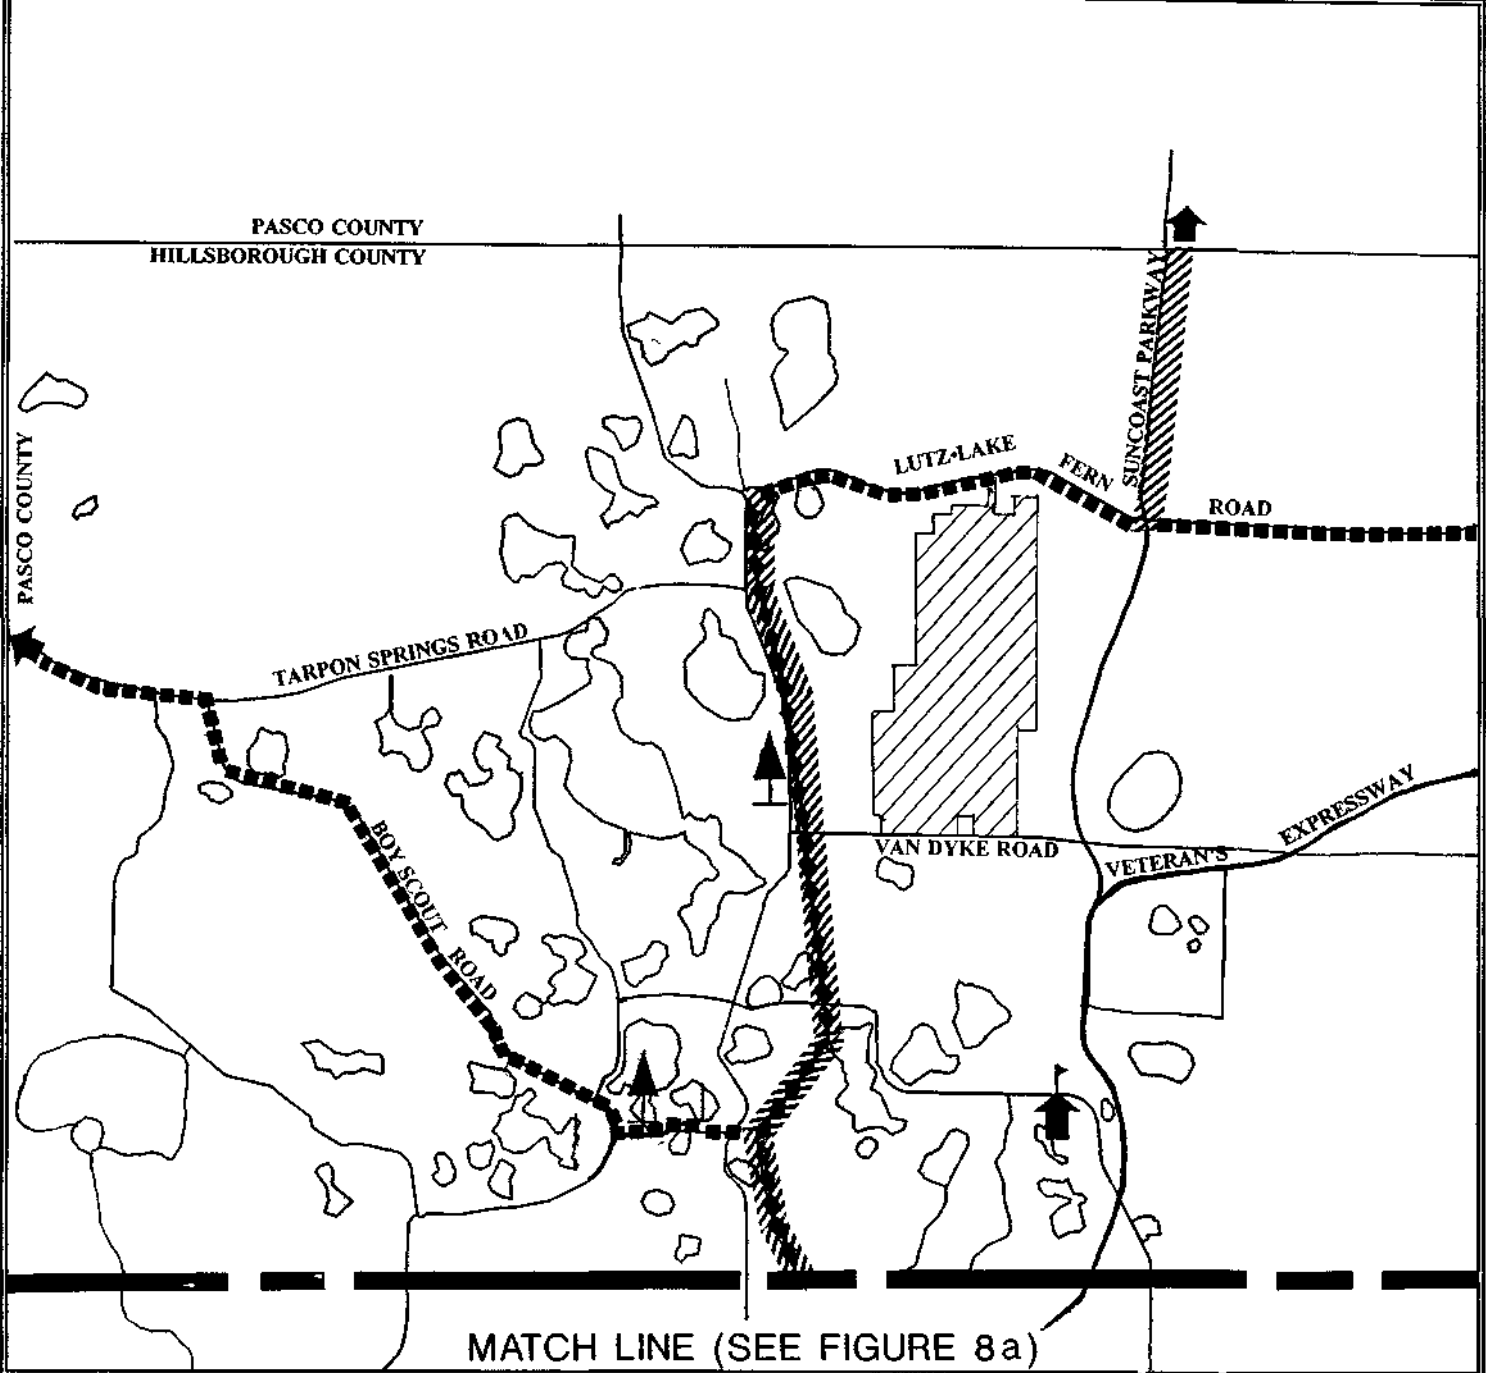 PASCO COUNTY
HILLSBOROUGH COUNTY
SUNCOAST PARKWAY
PASCO COUNTY
LUTZ-LAKE FERN ROAD
TARPON SPRINGS ROAD
BOY SCOUT ROAD
VAN DYKE ROAD
VETERAN'S EXPRESSWAY
MATCH LINE (SEE FIGURE 8a)